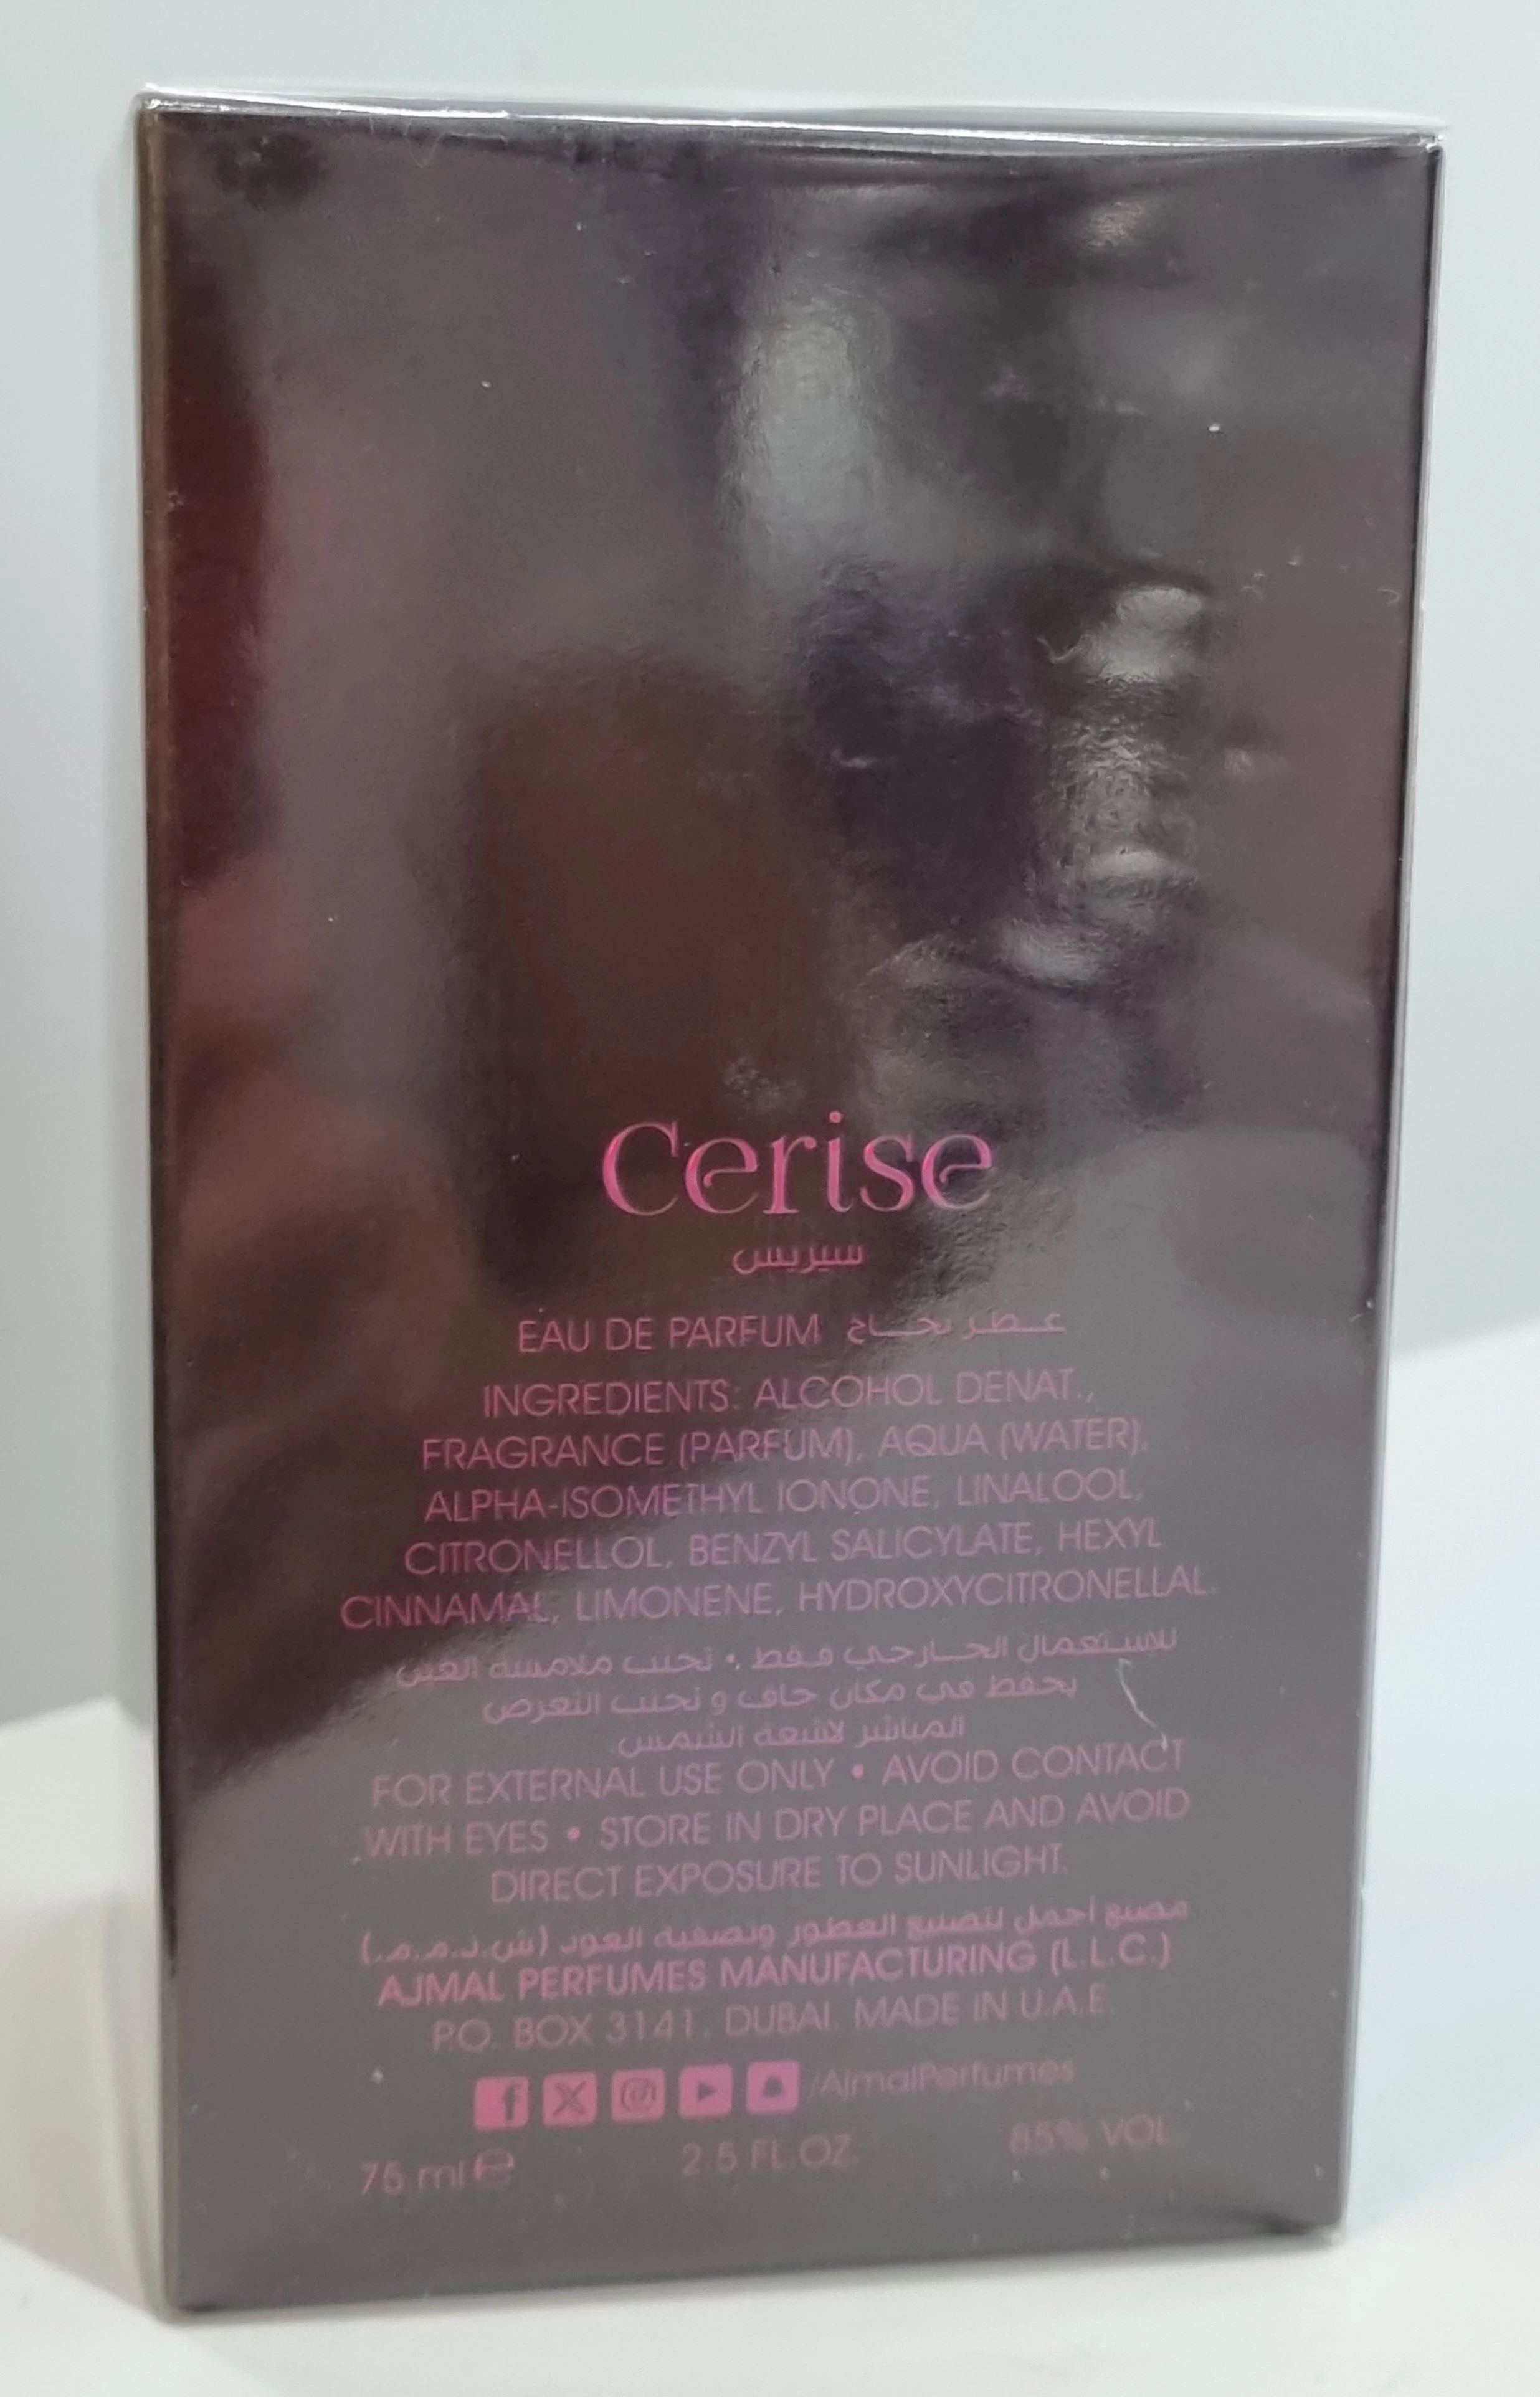 Cerise
سيريس
EAU DE PARFUM عـطـر بخـاخ
INGREDIENTS: ALCOHOL DENAT.,
FRAGRANCE (PARFUM), AQUA (WATER),
ALPHA-ISOMETHYL IONONE, LINALOOL,
CITRONELLOL, BENZYL SALICYLATE, HEXYL
CINNAMAL, LIMONENE, HYDROXYCITRONELLAL.
للاستعمال الخارجي فقط • تجنب ملامسة العين
يحفظ في مكان جاف و تجنب التعرض
المباشر لاشعة الشمس
FOR EXTERNAL USE ONLY • AVOID CONTACT
WITH EYES • STORE IN DRY PLACE AND AVOID
DIRECT EXPOSURE TO SUNLIGHT.
مصنع أجمل لتصنيع العطور وتصفية العود (ش.ذ.م.م.)
AJMAL PERFUMES MANUFACTURING (L.L.C.)
P.O. BOX 3141, DUBAI. MADE IN U.A.E.
/AjmalPerfumes
75 ml e 2.5 FL.OZ. 85% VOL.